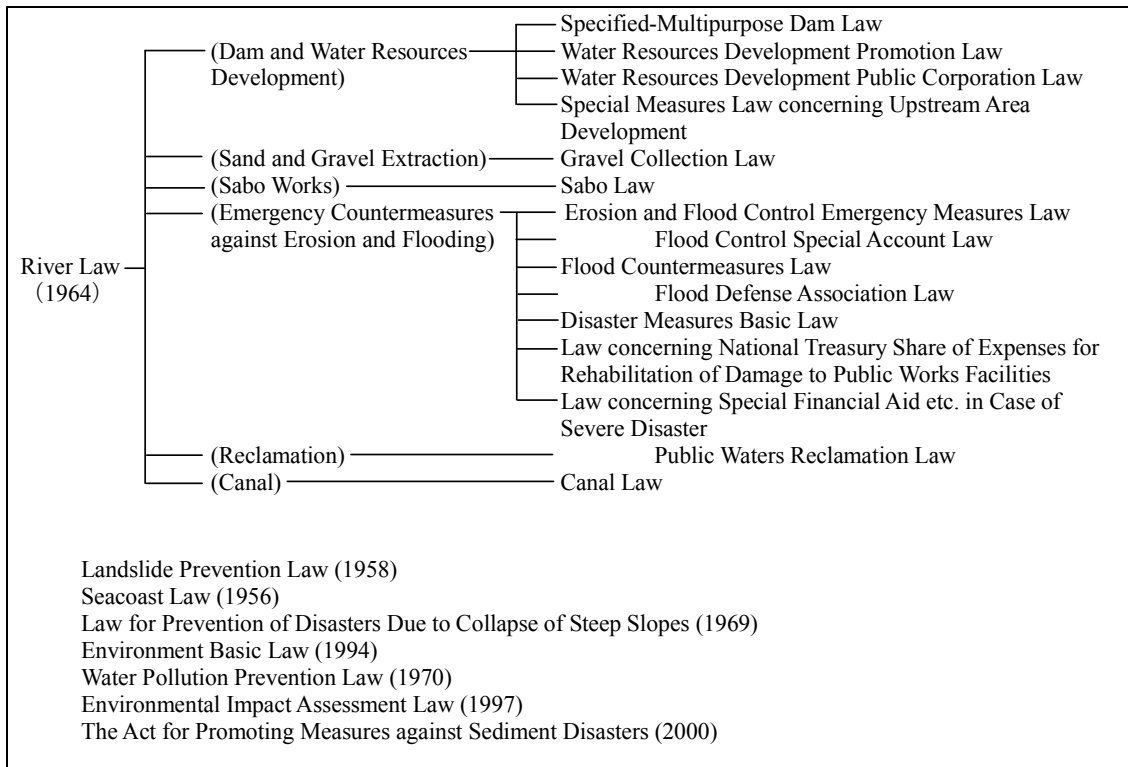 Specified-Multipurpose Dam Law
(Dam and Water Resources
Development)
Water Resources Development Promotion Law
Water Resources Development Public Corporation Law
Special Measures Law concerning Upstream Area
Development
(Sand and Gravel Extraction)
Gravel Collection Law
(Sabo Works)
Sabo Law
(Emergency Countermeasures
against Erosion and Flooding)
Erosion and Flood Control Emergency Measures Law
Flood Control Special Account Law
River Law
(1964)
Flood Countermeasures Law
Flood Defense Association Law
Disaster Measures Basic Law
Law concerning National Treasury Share of Expenses for
Rehabilitation of Damage to Public Works Facilities
Law concerning Special Financial Aid etc. in Case of
Severe Disaster
(Reclamation)
Public Waters Reclamation Law
(Canal)
Canal Law
Landslide Prevention Law (1958)
Seacoast Law (1956)
Law for Prevention of Disasters Due to Collapse of Steep Slopes (1969)
Environment Basic Law (1994)
Water Pollution Prevention Law (1970)
Environmental Impact Assessment Law (1997)
The Act for Promoting Measures against Sediment Disasters (2000)